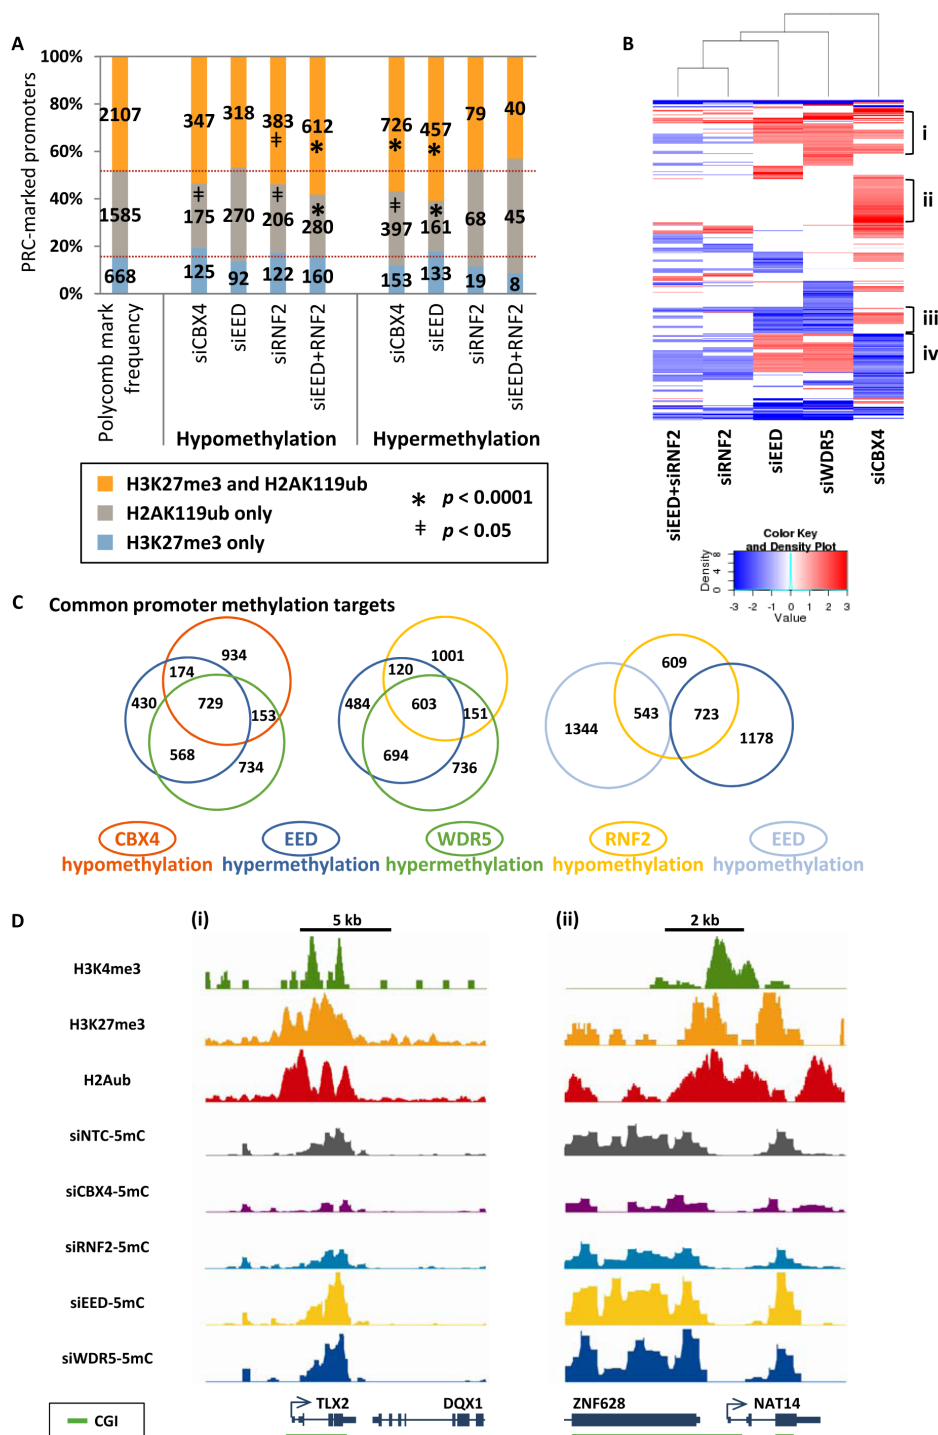 A
100%
80%
60%
40%
20%
0%
PRC-marked promoters
2107
1585
668
347
175
125
318
270
92
383
‡
‡
206
122
612
*
*
280
160
‡
726
*
‡
397
153
457
*
*
161
133
79
68
19
40
45
8
Polycomb mark
frequency
siCBX4
siEED
siRNF2
siEED+RNF2
siCBX4
siEED
siRNF2
siEED+RNF2
Hypomethylation
Hypermethylation
H3K27me3 and H2AK119ub
H2AK119ub only
H3K27me3 only
* p < 0.0001
‡ p < 0.05
B
i
ii
iii
iv
siEED+siRNF2
siRNF2
siEED
siWDR5
siCBX4
Color Key
and Density Plot
Density
0 4 8
-3 -2 -1 0 1 2 3
Value
C
Common promoter methylation targets
934
174
430
729
153
568
734
1001
120
484
603
151
694
736
609
1344
543
723
1178
CBX4
hypomethylation
EED
hypermethylation
WDR5
hypermethylation
RNF2
hypomethylation
EED
hypomethylation
D
(i)
5 kb
(ii)
2 kb
H3K4me3
H3K27me3
H2Aub
siNTC-5mC
siCBX4-5mC
siRNF2-5mC
siEED-5mC
siWDR5-5mC
CGI
TLX2
DQX1
ZNF628
NAT14